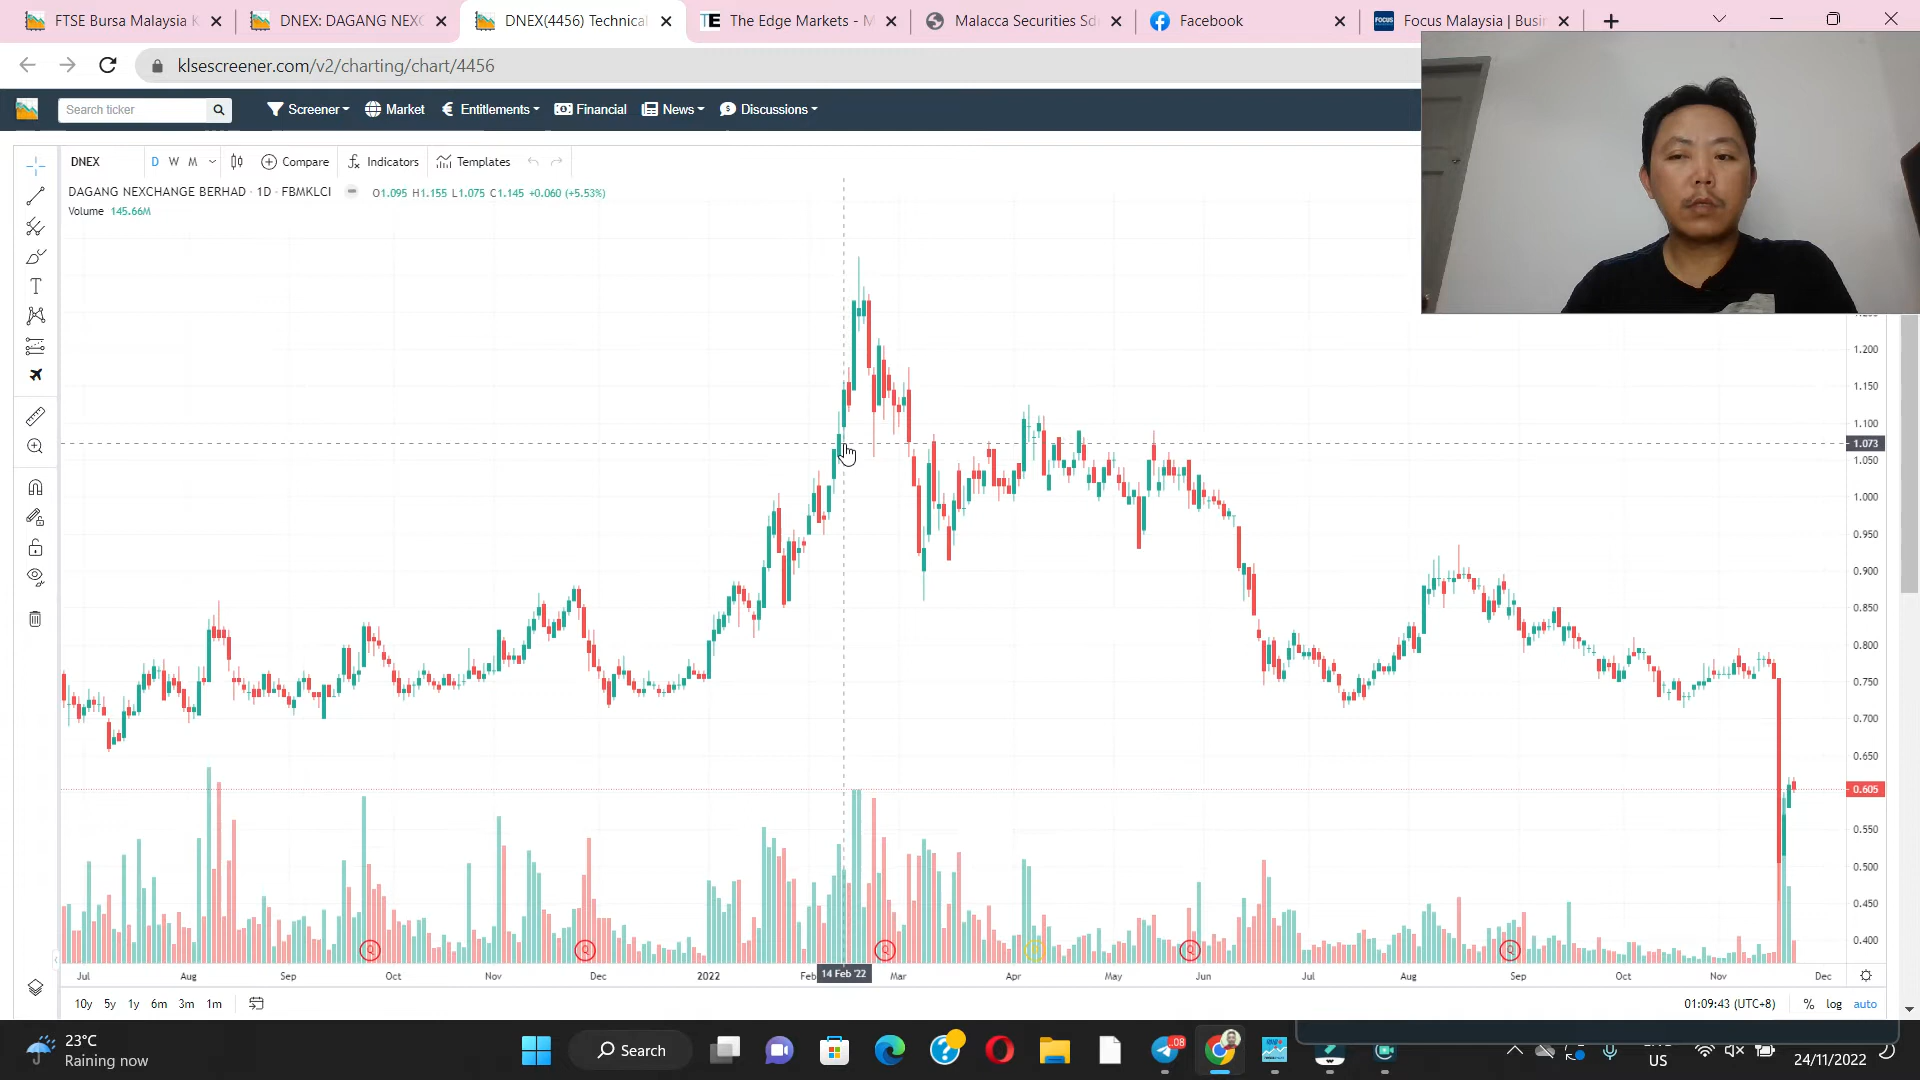 FTSE Bursa Malaysia K
DNEX: DAGANG NEXC
DNEX(4456) Technical
TE
The Edge Markets - M
Malacca Securities Sd
Facebook
FOCUS
Focus Malaysia | Busin
klsescreener.com/v2/charting/chart/4456
Search ticker
Screener
Market
Entitlements
Financial
News
Discussions
DNEX
D W M
Compare
Indicators
Templates
DAGANG NEXCHANGE BERHAD · 1D · FBMKLCI
O1.095 H1.155 L1.075 C1.145 +0.060 (+5.53%)
Volume 145.66M
T
1.200
1.150
1.100
1.073
1.050
1.000
0.950
0.900
0.850
0.800
0.750
0.700
0.650
0.605
0.550
0.500
0.450
0.400
Jul Aug Sep Oct Nov Dec 2022 Feb 14 Feb '22 Mar Apr May Jun Jul Aug Sep Oct Nov Dec
10y 5y 1y 6m 3m 1m
01:09:43 (UTC+8) % log auto
23°C
Raining now
Search
.08
US
24/11/2022